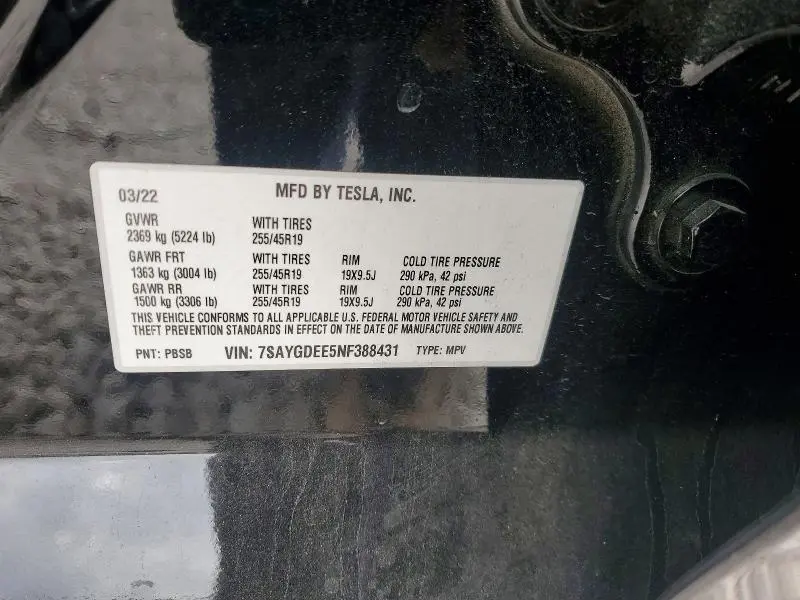 03/22 MFD BY TESLA, INC.
GVWR WITH TIRES
2369 kg (5224 lb) 255/45R19
GAWR FRT WITH TIRES RIM COLD TIRE PRESSURE
1363 kg (3004 lb) 255/45R19 19X9.5J 290 kPa, 42 psi
GAWR RR WITH TIRES RIM COLD TIRE PRESSURE
1500 kg (3306 lb) 255/45R19 19X9.5J 290 kPa, 42 psi
THIS VEHICLE CONFORMS TO ALL APPLICABLE U.S. FEDERAL MOTOR VEHICLE SAFETY AND
THEFT PREVENTION STANDARDS IN EFFECT ON THE DATE OF MANUFACTURE SHOWN ABOVE.
PNT: PBSB VIN: 7SAYGDEE5NF388431 TYPE: MPV